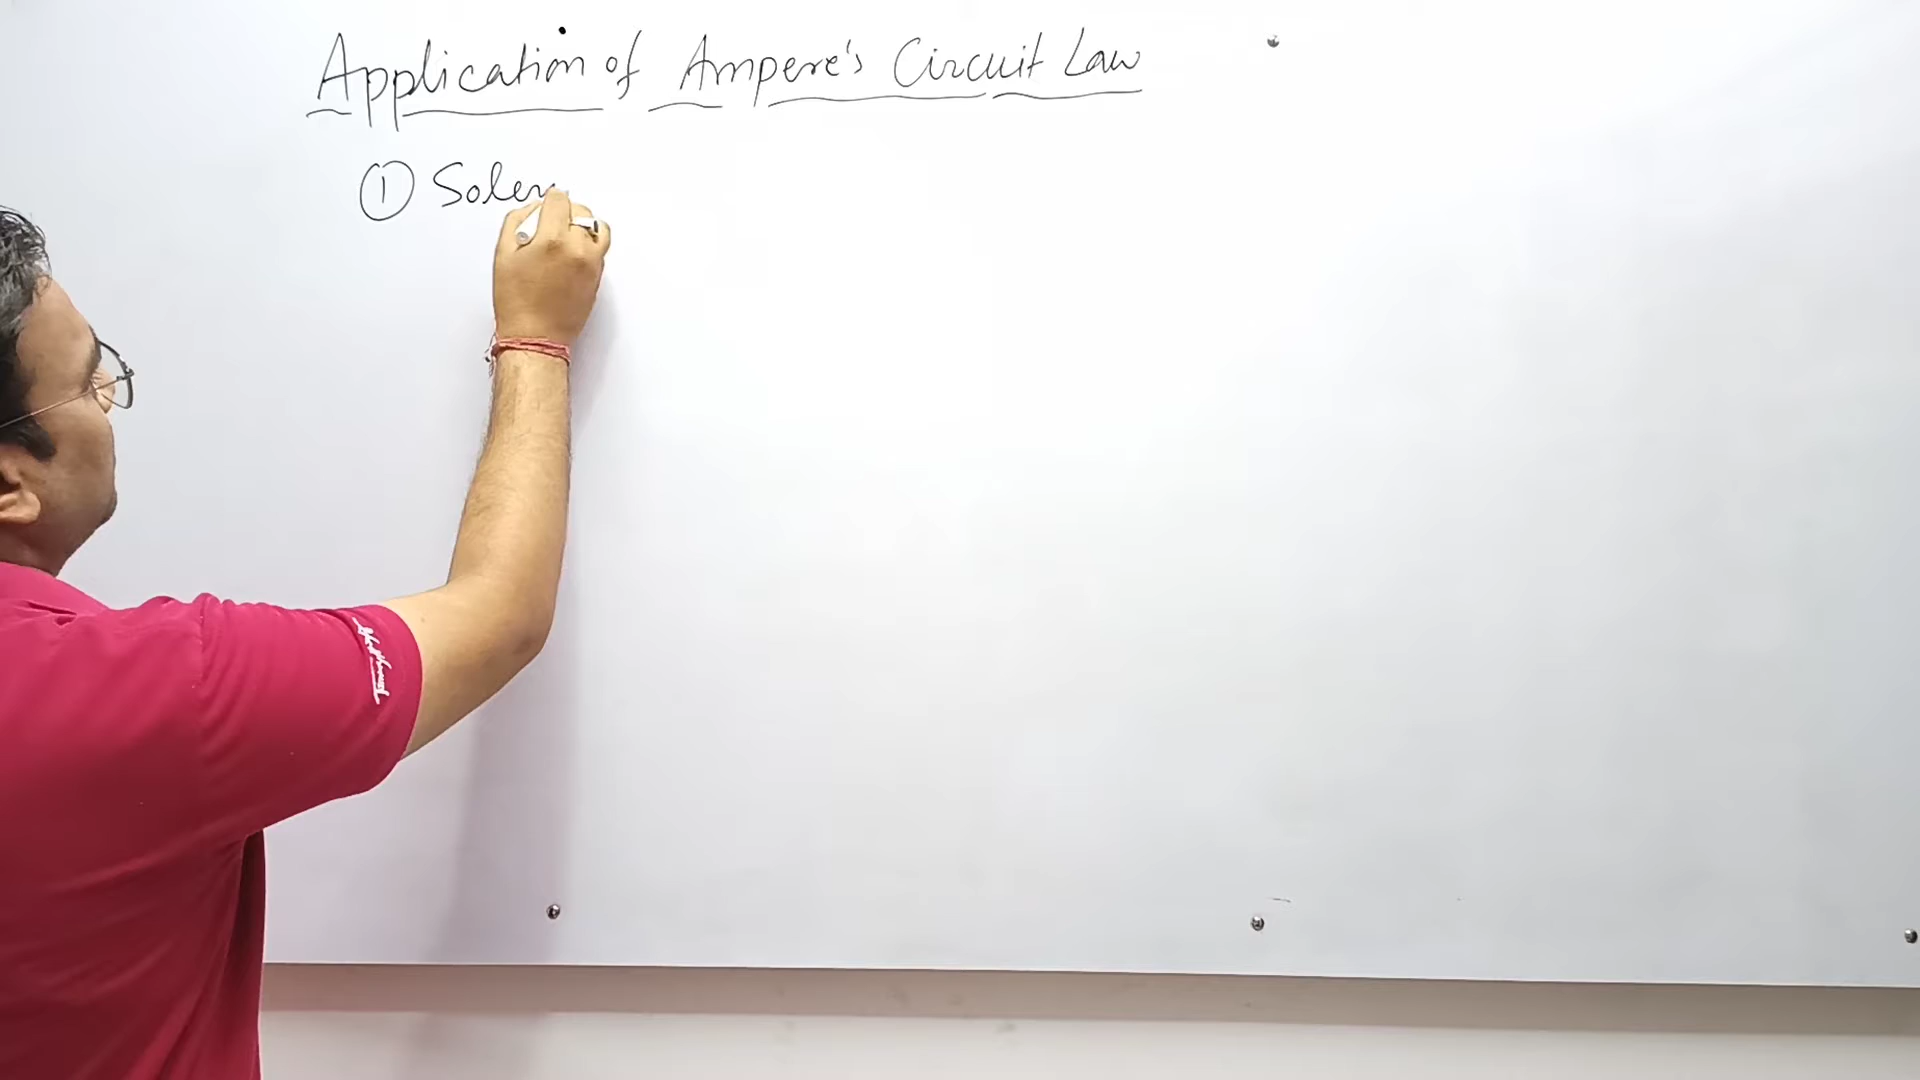 Application of Ampere's Circuit Law
① Solen